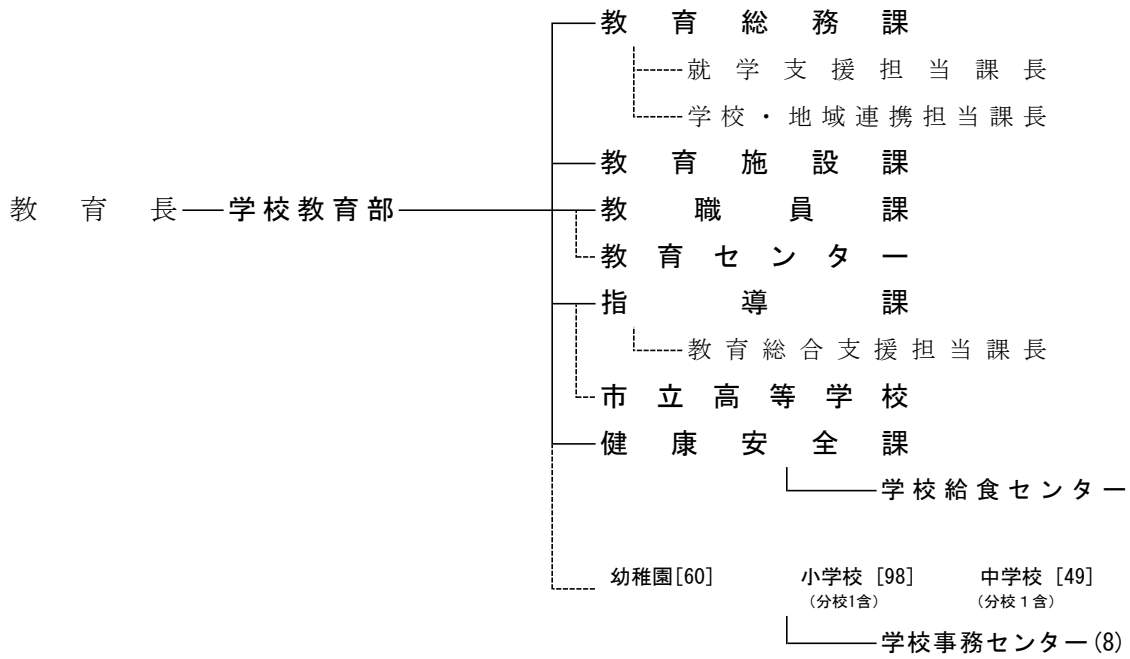 教育総務課
就学支援担当課長
学校・地域連携担当課長
教育施設課
教育長
学校教育部
教職員課
教育センター
指導課
教育総合支援担当課長
市立高等学校
健康安全課
学校給食センター
幼稚園[60] 小学校 [98] 中学校 [49]
(分校1含) (分校１含)
学校事務センター(8)